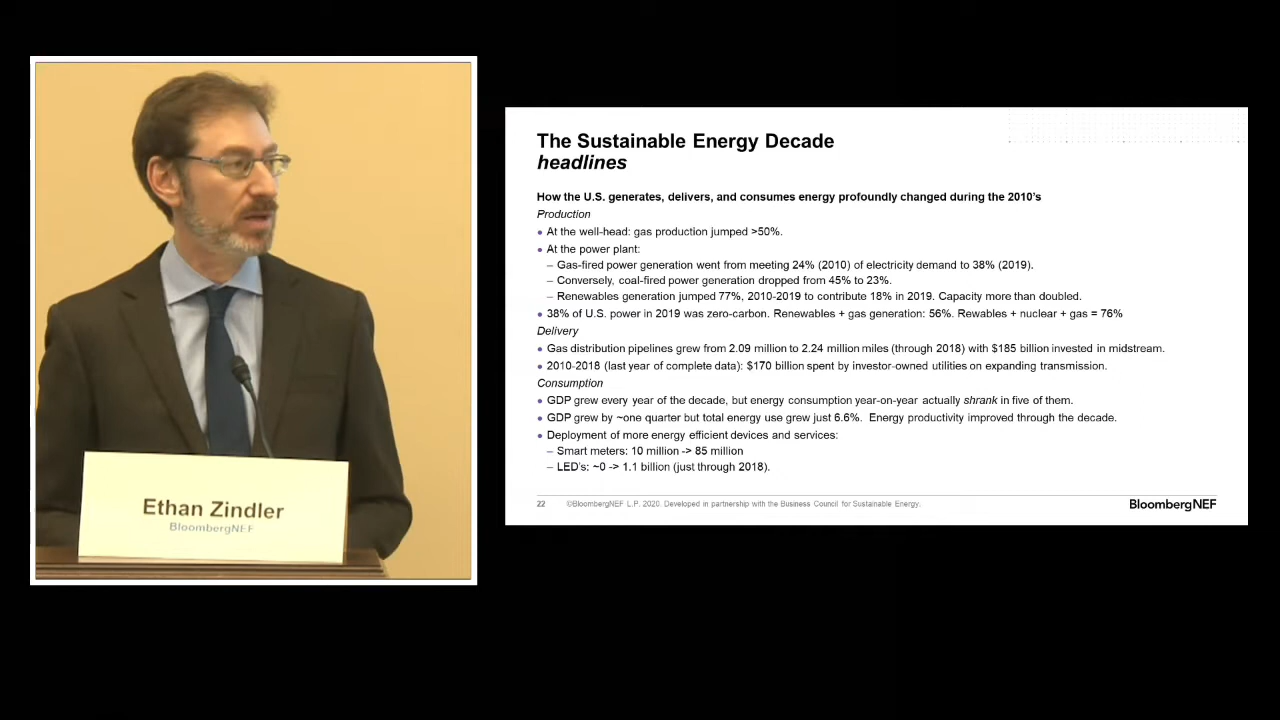 Ethan Zindler
BloombergNEF
The Sustainable Energy Decade
headlines
How the U.S. generates, delivers, and consumes energy profoundly changed during the 2010's
Production
• At the well-head: gas production jumped >50%.
• At the power plant:
– Gas-fired power generation went from meeting 24% (2010) of electricity demand to 38% (2019).
– Conversely, coal-fired power generation dropped from 45% to 23%.
– Renewables generation jumped 77%, 2010-2019 to contribute 18% in 2019. Capacity more than doubled.
• 38% of U.S. power in 2019 was zero-carbon. Renewables + gas generation: 56%. Rewables + nuclear + gas = 76%
Delivery
• Gas distribution pipelines grew from 2.09 million to 2.24 million miles (through 2018) with $185 billion invested in midstream.
• 2010-2018 (last year of complete data): $170 billion spent by investor-owned utilities on expanding transmission.
Consumption
• GDP grew every year of the decade, but energy consumption year-on-year actually shrank in five of them.
• GDP grew by ~one quarter but total energy use grew just 6.6%. Energy productivity improved through the decade.
• Deployment of more energy efficient devices and services:
– Smart meters: 10 million -> 85 million
– LED's: ~0 -> 1.1 billion (just through 2018).
22 ©BloombergNEF L.P. 2020. Developed in partnership with the Business Council for Sustainable Energy.
BloombergNEF